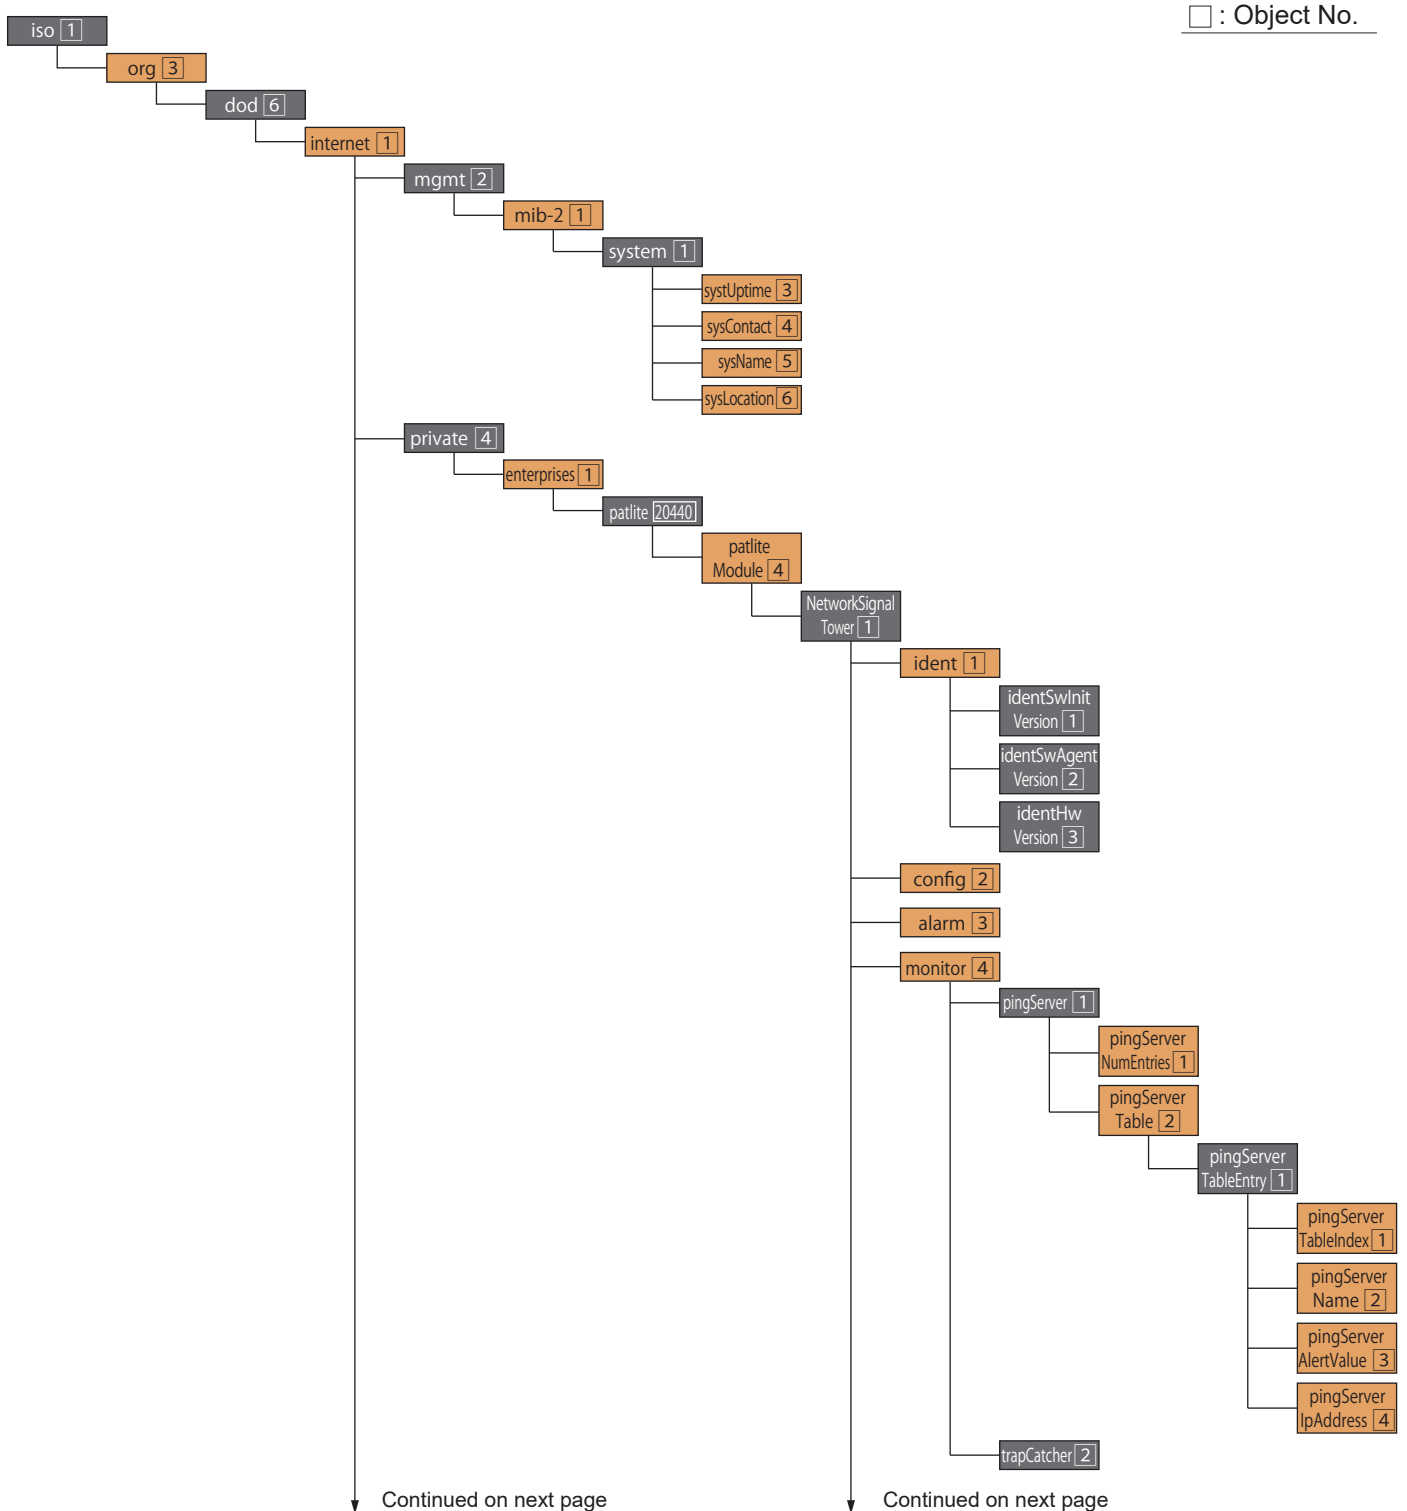 □ : Object No.
iso 1
org 3
dod 6
internet 1
mgmt 2
mib-2 1
system 1
systUptime 3
sysContact 4
sysName 5
sysLocation 6
private 4
enterprises 1
patlite 20440
patlite
Module 4
NetworkSignal
Tower 1
ident 1
identSwInit
Version 1
identSwAgent
Version 2
identHw
Version 3
config 2
alarm 3
monitor 4
pingServer 1
pingServer
NumEntries 1
pingServer
Table 2
pingServer
TableEntry 1
pingServer
TableIndex 1
pingServer
Name 2
pingServer
AlertValue 3
pingServer
IpAddress 4
trapCatcher 2
Continued on next page
Continued on next page